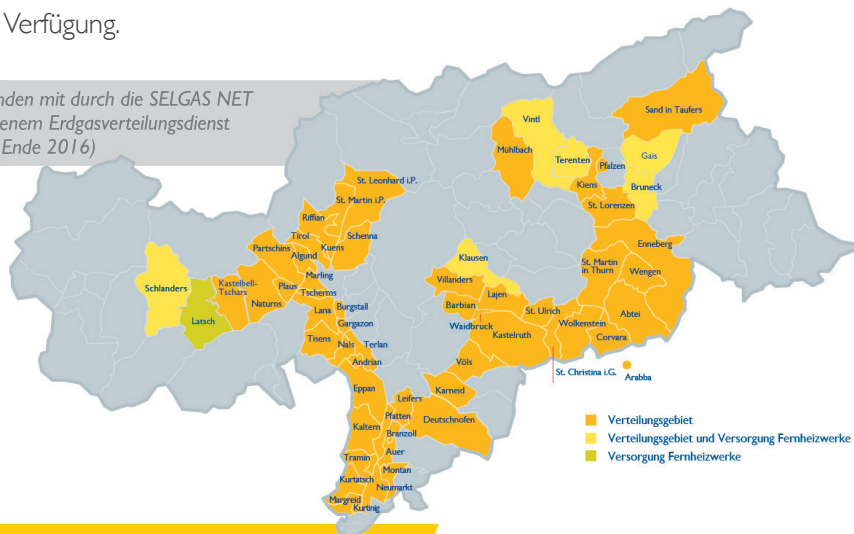 Verfügung.
nden mit durch die SELGAS NET
enem Erdgasverteilungsdienst
Ende 2016)
Sand in Taufers
Vintl
Mühlbach
Terenten
Pfalzen
Gais
Kiens
Bruneck
St. Lorenzen
St. Leonhard i.P.
St. Martin i.P.
Riffian
Tirol
Schenna
Partschins
Kuens
Algund
Enneberg
Klausen
St. Martin
in Thurn
Wengen
Marling
Kastelbell-
Tschars
Plaus
Tscherms
Schlanders
Naturns
Villanders
Lajen
Latsch
Lana
Burgstall
Barbian
St. Ulrich
Abtei
Gargazon
Waidbruck
Wolkenstein
Tisens
Nals
Terlan
Kastelruth
Corvara
Andrian
Völs
St. Christina i.G.
Arabba
Eppan
Leifers
Karneid
Pfatten
Deutschnofen
Kaltern
Branzoll
Auer
Tramin
Montan
Kurtatsch
Neumarkt
Margreid
Kurtinig
Verteilungsgebiet
Verteilungsgebiet und Versorgung Fernheizwerke
Versorgung Fernheizwerke